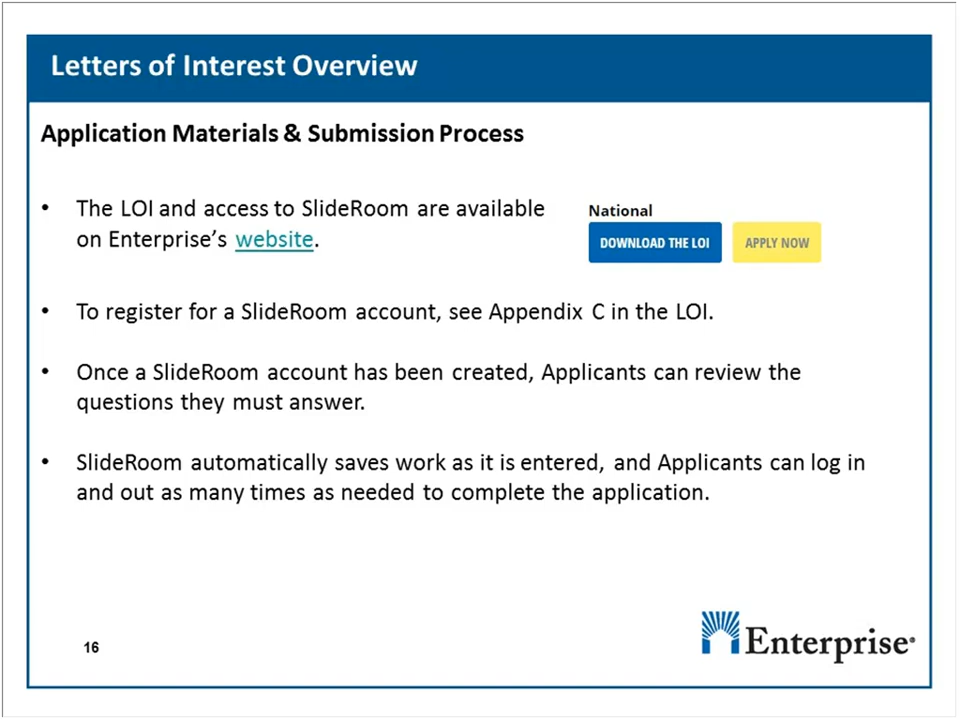 Letters of Interest Overview
Application Materials & Submission Process
• The LOI and access to SlideRoom are available
on Enterprise's website.
National
DOWNLOAD THE LOI
APPLY NOW
• To register for a SlideRoom account, see Appendix C in the LOI.
• Once a SlideRoom account has been created, Applicants can review the
questions they must answer.
• SlideRoom automatically saves work as it is entered, and Applicants can log in
and out as many times as needed to complete the application.
16
Enterprise®